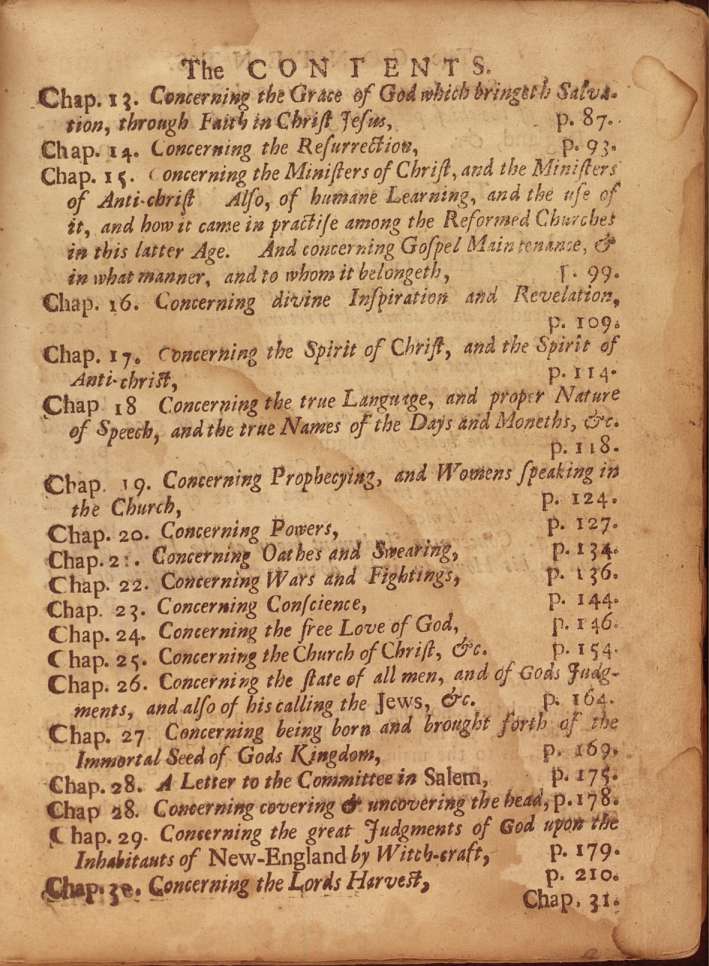 The CONTENTS.
Chap. 13. Concerning the Grace of God which bringeth Salva-
tion, through Faith in Chriſt Jeſus, p. 87.
Chap. 14. Concerning the Reſurrection, p. 93.
Chap. 15. Concerning the Miniſters of Chriſt, and the Miniſters
of Anti-chriſt Alſo, of humane Learning, and the uſe of
it, and how it came in practiſe among the Reformed Churches
in this latter Age. And concerning Goſpel Maintenance, &
in what manner, and to whom it belongeth, p. 99.
Chap. 16. Concerning divine Inſpiration and Revelation,
p. 109.
Chap. 17. Concerning the Spirit of Chriſt, and the Spirit of
Anti-chriſt, p. 114.
Chap 18 Concerning the true Language, and proper Nature
of Speech, and the true Names of the Days and Moneths, &c.
p. 118.
Chap. 19. Concerning Prophecying, and Womens ſpeaking in
the Church, p. 124.
Chap. 20. Concerning Powers, p. 127.
Chap. 21. Concerning Oathes and Swearing, p. 134.
Chap. 22. Concerning Wars and Fightings, p. 136.
Chap. 23. Concerning Conſcience, p. 144.
Chap. 24. Concerning the free Love of God, p. 146.
Chap. 25. Concerning the Church of Chriſt, &c. p. 154.
Chap. 26. Concerning the ſtate of all men, and of Gods Judg-
ments, and alſo of his calling the Jews, &c. p. 164.
Chap. 27 Concerning being born and brought forth of the
Immortal Seed of Gods Kingdom, p. 169.
Chap. 28. A Letter to the Committee in Salem, p. 175.
Chap 28. Concerning covering & uncovering the head, p. 178.
Chap. 29. Concerning the great Judgments of God upon the
Inhabitauts of New-England by Witch-craft, p. 179.
Chap. 30. Concerning the Lords Harveſt, p. 210.
Chap. 31.